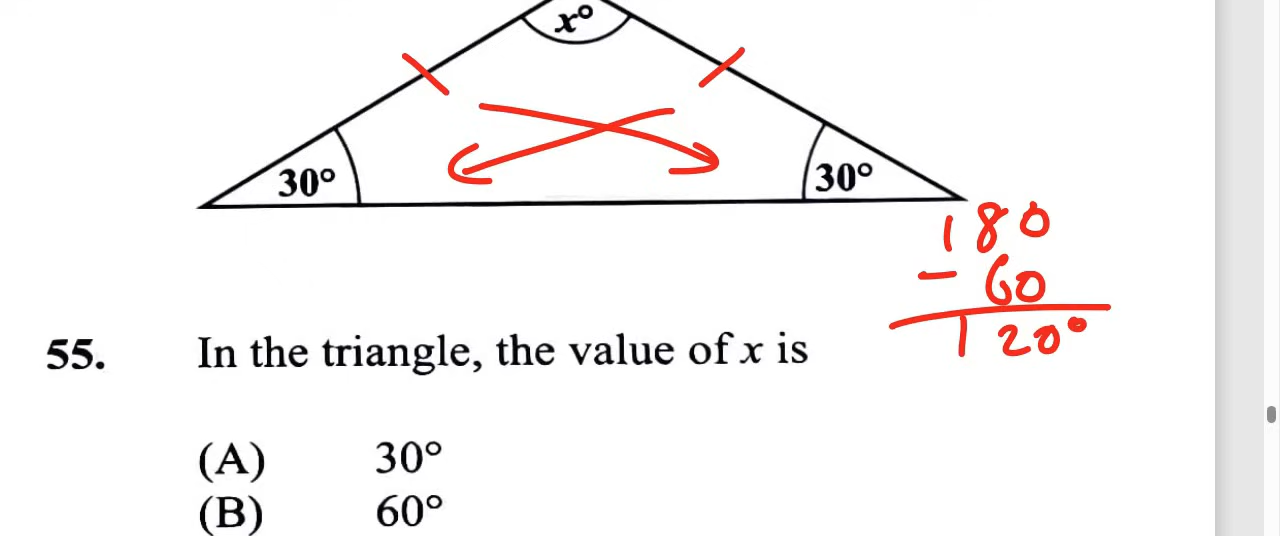 x°
30° 30°
180
- 60
120°
55. In the triangle, the value of x is
(A) 30°
(B) 60°